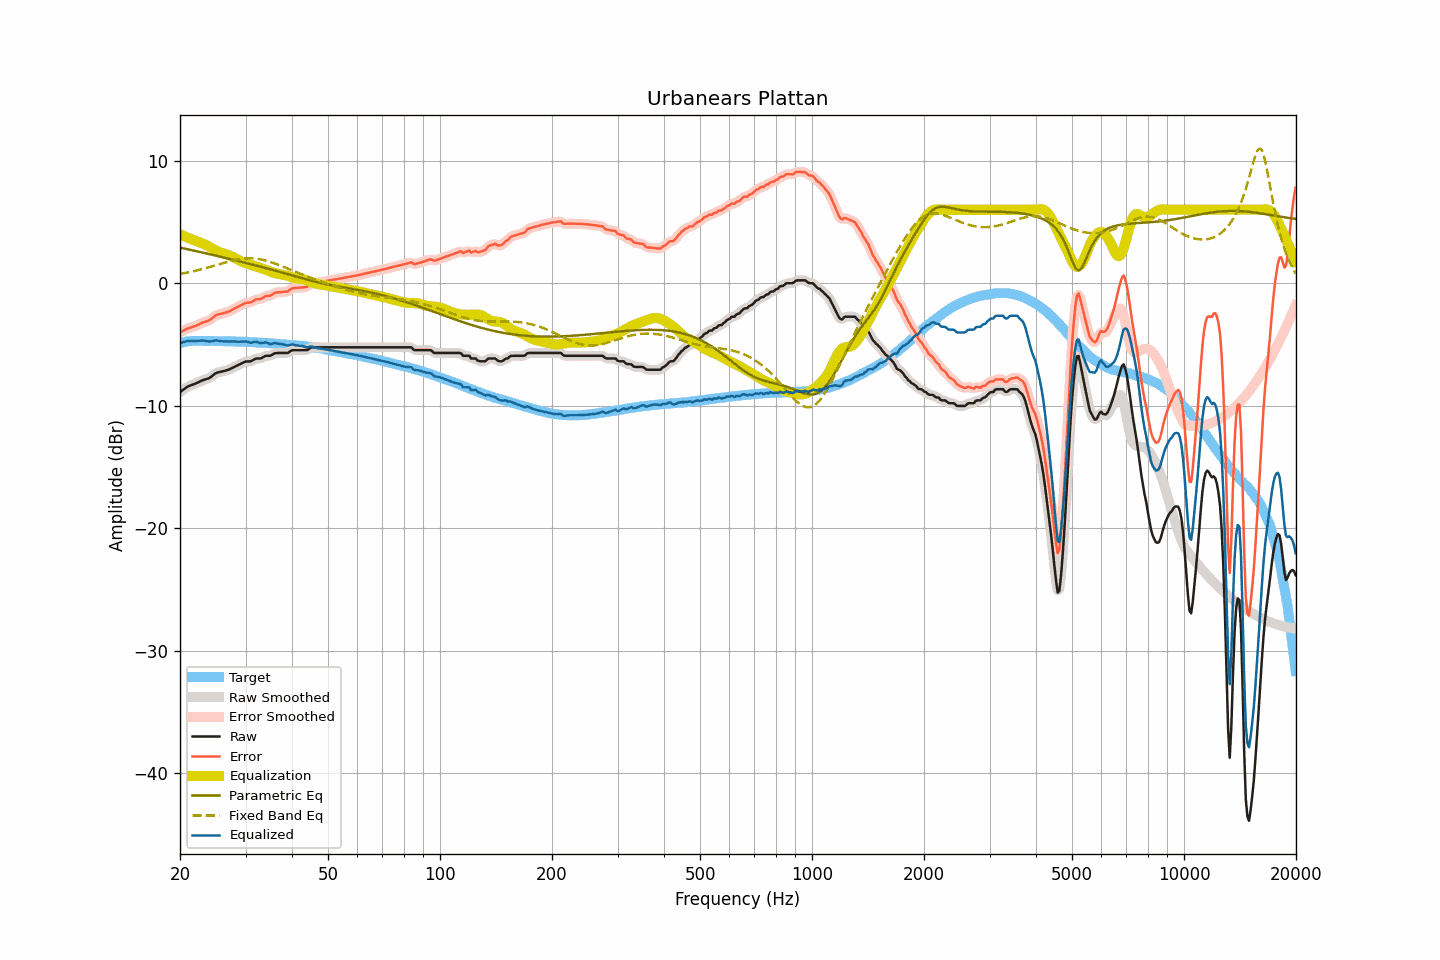 Urbanears Plattan
10
0
−10
−20
−30
−40
Amplitude (dBr)
Target
Raw Smoothed
Error Smoothed
Raw
Error
Equalization
Parametric Eq
Fixed Band Eq
Equalized
20 50 100 200 500 1000 2000 5000 10000 20000
Frequency (Hz)